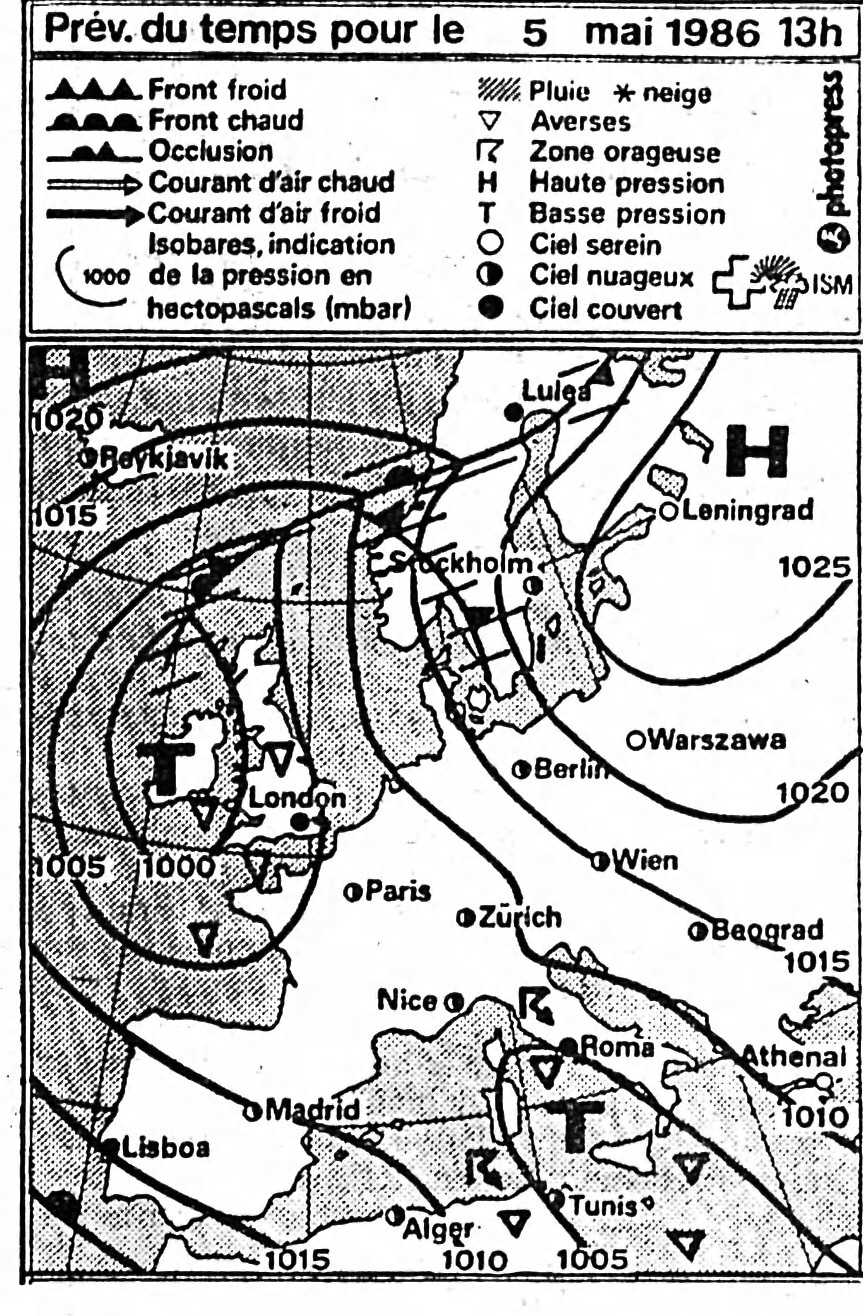 Prév. du temps pour le 5 mai 1986 13h
Front froid
Front chaud
Occlusion
Courant d'air chaud
Courant d'air froid
Isobares, indication
1000 de la pression en
hectopascals (mbar)
Pluie * neige
Averses
Zone orageuse
H Haute pression
T Basse pression
Ciel serein
Ciel nuageux
Ciel couvert
photopress
ISM
H
Lulea
1020
H
Reykjavik
Leningrad
1015
Stockholm
1025
Warszawa
T
Berlin
1020
London
1005 1000
Wien
Paris
Zürich
Beograd
1015
Nice
Roma
Athenai
Madrid
1010
T
Lisboa
Tunis
Alger
1015 1010 1005